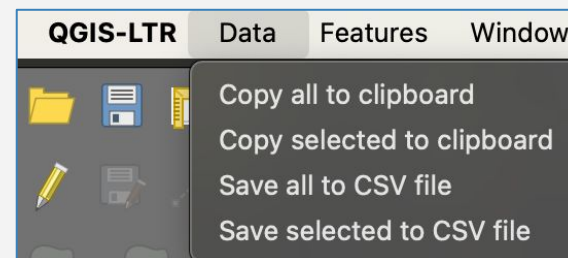 QGIS-LTR Data Features Window
Copy all to clipboard
Copy selected to clipboard
Save all to CSV file
Save selected to CSV file